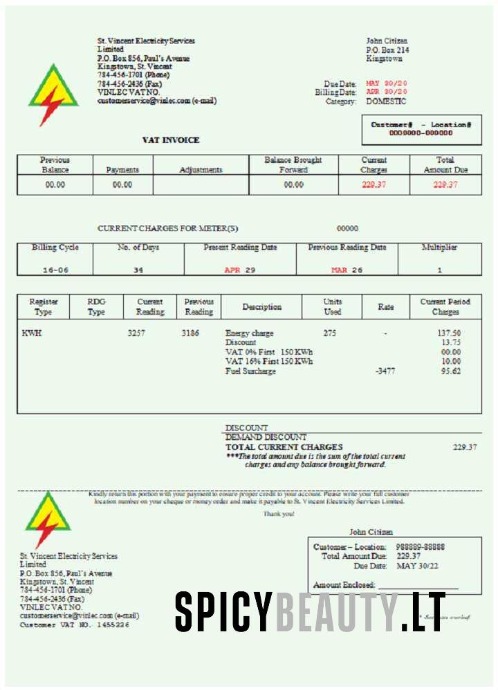 St. Vincent Electricity Services
Limited
P.O. Box 856, Paul's Avenue
Kingstown, St. Vincent
784-456-1701 (Phone)
784-456-2436 (Fax)
VINLEC VAT NO.
customerservice@vinlec.com (e-mail)
John Citizen
P.O. Box 214
Kingstown
Due Date: MAY 30/20
Billing Date: APR 30/20
Category: DOMESTIC
Customer# - Location#
0000000-000000
VAT INVOICE
Previous Balance Payments Adjustments Balance Brought Forward Current Charges Total Amount Due
00.00 00.00 00.00 229.37 229.37
CURRENT CHARGES FOR METER(S) 00000
Billing Cycle No. of Days Present Reading Date Previous Reading Date Multiplier
16-06 34 APR 29 MAR 26 1
Register Type RDG Type Current Reading Previous Reading Description Units Used Rate Current Period Charges
KWH 3257 3186 Energy charge 275 - 137.50
Discount 13.75
VAT 0% First 150 KWh 00.00
VAT 16% First 150 KWh 10.00
Fuel Surcharge -3477 95.62
DISCOUNT
DEMAND DISCOUNT
TOTAL CURRENT CHARGES 229.37
***The total amount due is the sum of the total current
charges and any balance brought forward.
Kindly return this portion with your payment to ensure proper credit to your account. Please write your full customer
location number on your cheque or money order and make it payable to St. Vincent Electricity Services Limited.
Thank you!
John Citizen
Customer - Location: 988889-88888
Total Amount Due: 229.37
Due Date: MAY 30/22
Amount Enclosed:
St. Vincent Electricity Services
Limited
P.O. Box 856, Paul's Avenue
Kingstown, St. Vincent
784-456-1701 (Phone)
784-456-2436 (Fax)
VINLEC VAT NO.
customerservice@vinlec.com (e-mail)
Customer VAT NO. 1455226
SPICYBEAUTY.LT